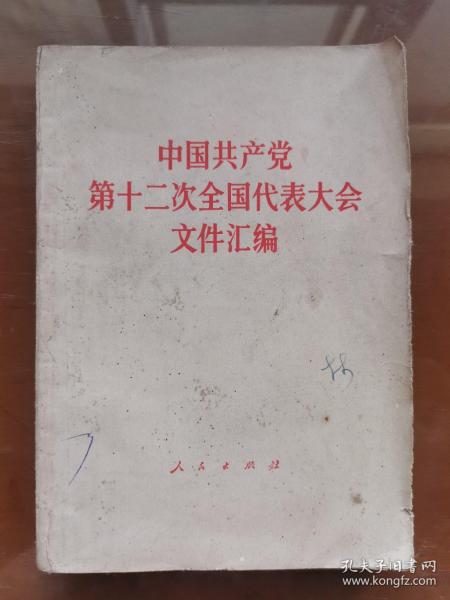 中国共产党
第十二次全国代表大会
文件汇编
人民出版社
孔夫子旧书网
www.kongfz.com